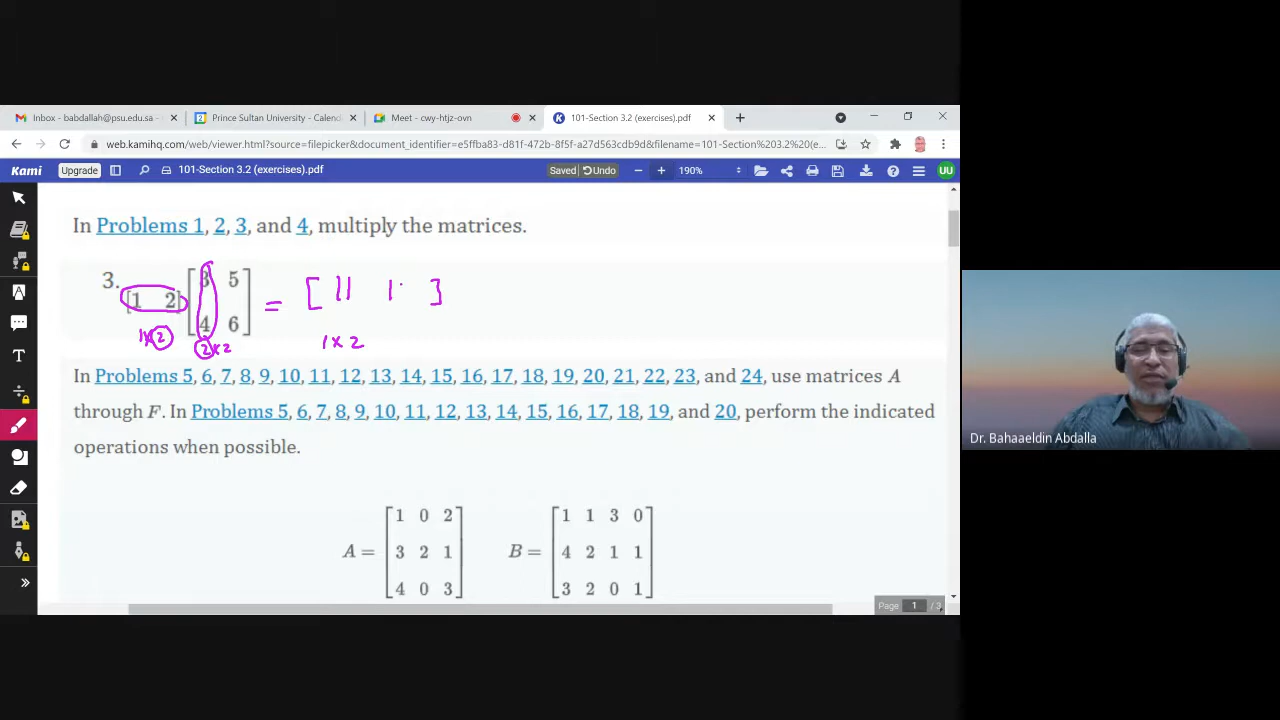 Inbox - babdallah@psu.edu.sa - Prince Sultan University - Calend Meet - cwy-htjz-ovn 101-Section 3.2 (exercises).pdf
web.kamihq.com/web/viewer.html?source=filepicker&document_identifier=e5ffba83-d81f-472b-8f5f-a27d563cdb9d&filename=101-Section%203.2%20(e...
Kami Upgrade 101-Section 3.2 (exercises).pdf Saved Undo 190% UU
In Problems 1, 2, 3, and 4, multiply the matrices.
3.
[1 2] [3 5
4 6] = [ 11 1 ]
1x2 2x2 1x2
In Problems 5, 6, 7, 8, 9, 10, 11, 12, 13, 14, 15, 16, 17, 18, 19, 20, 21, 22, 23, and 24, use matrices A
through F. In Problems 5, 6, 7, 8, 9, 10, 11, 12, 13, 14, 15, 16, 17, 18, 19, and 20, perform the indicated
operations when possible.
A = [1 0 2
3 2 1
4 0 3]
B = [1 1 3 0
4 2 1 1
3 2 0 1]
Page 1 / 3
Dr. Bahaaeldin Abdalla